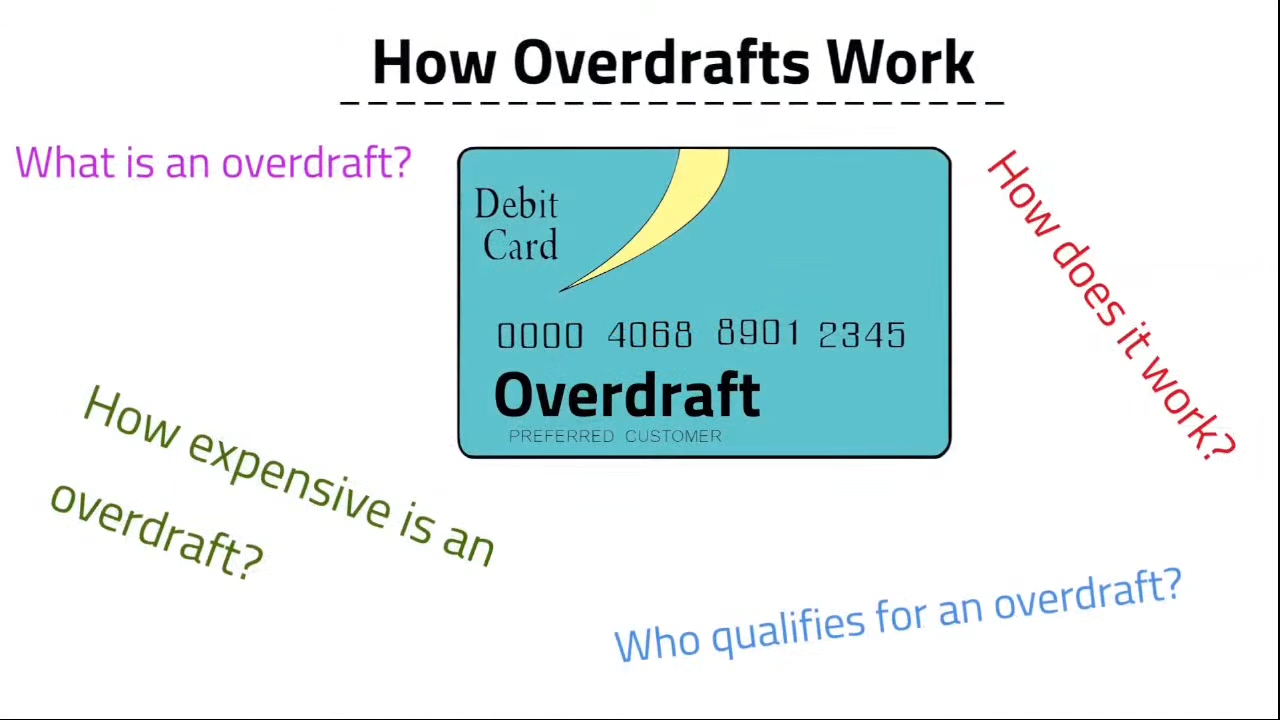 How Overdrafts Work
What is an overdraft?
Debit
Card
0000 4068 8901 2345
Overdraft
PREFERRED CUSTOMER
How does it work?
How expensive is an
overdraft?
Who qualifies for an overdraft?